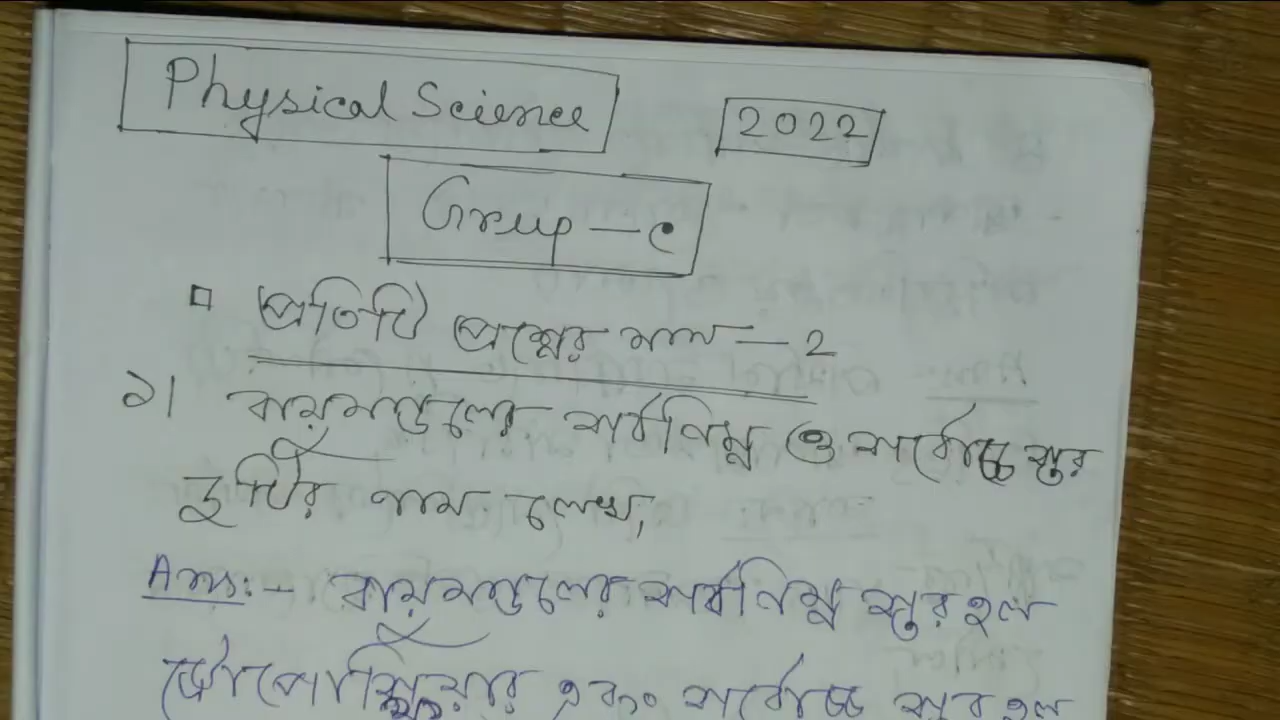 Physical Science
2022
Group - C
প্রতিটি প্রশ্নের মান — 2
১। বায়ুমণ্ডলের সর্বনিম্ন ও সর্বোচ্চ স্তর
দুটির নাম লেখ,
Ans:- বায়ুমণ্ডলের সর্বনিম্ন স্তর হল
ট্রোপোস্ফিয়ার এবং সর্বোচ্চ স্তর হল